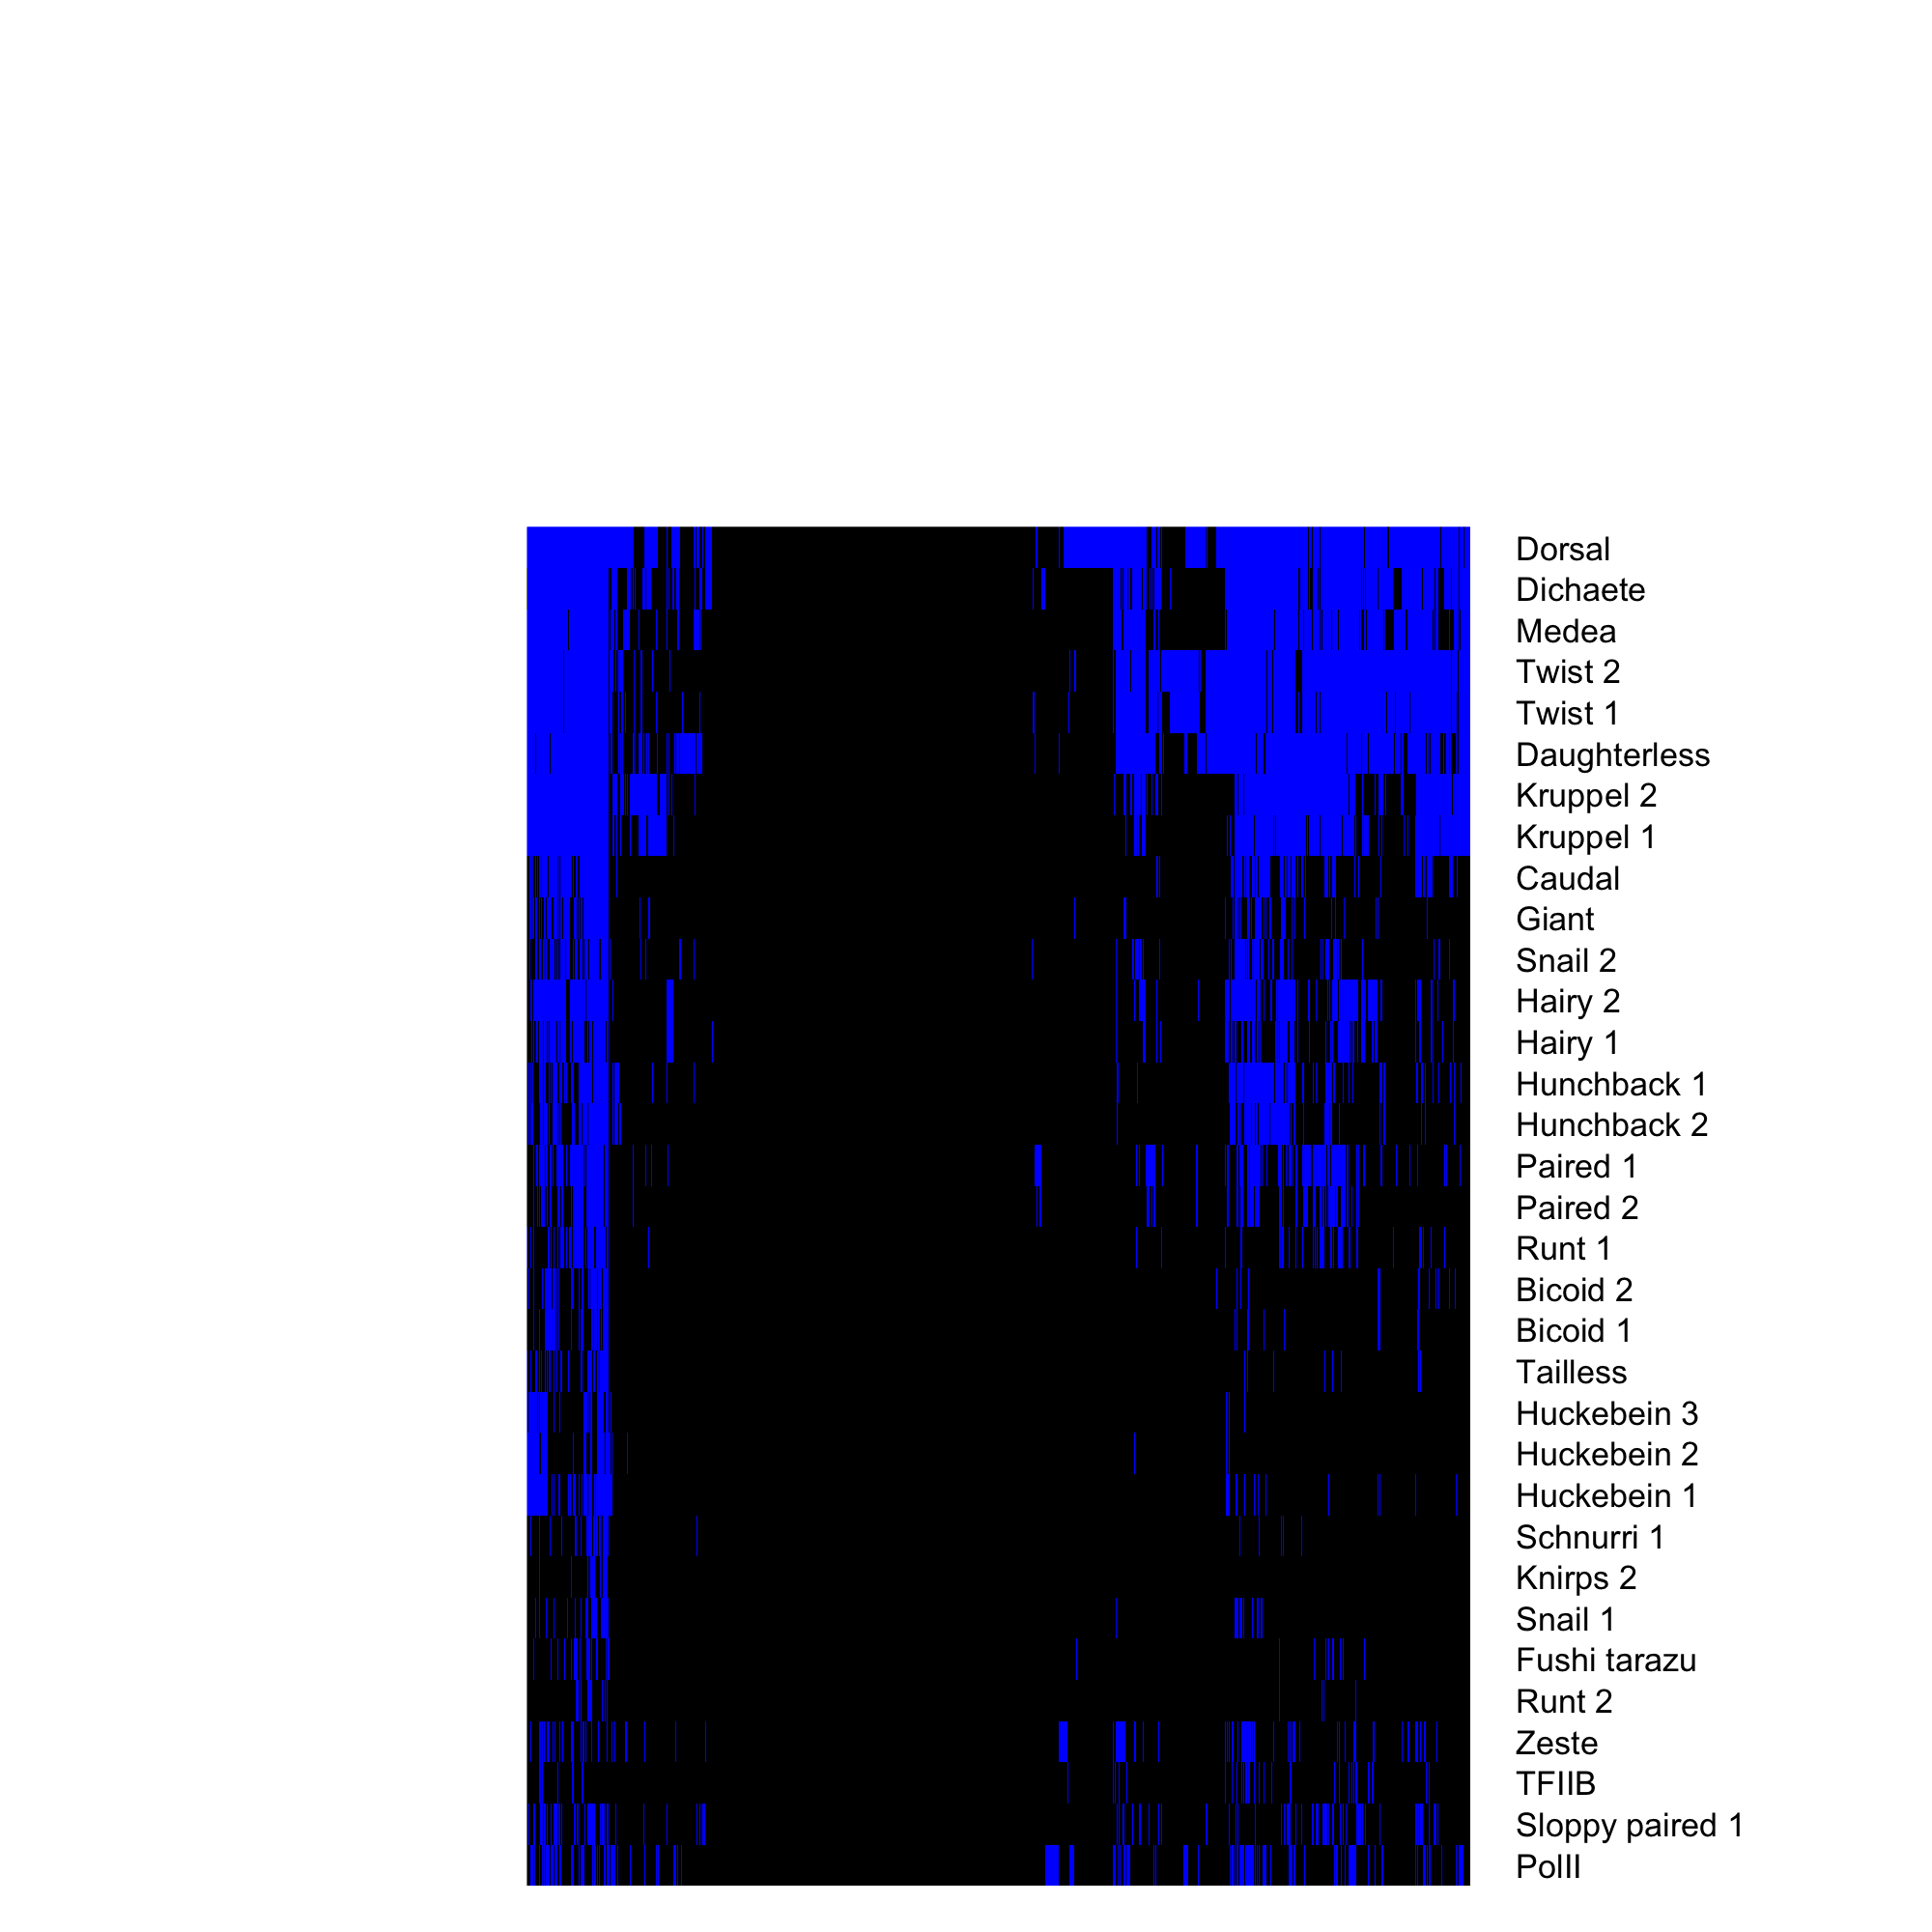 Dorsal
Dichaete
Medea
Twist 2
Twist 1
Daughterless
Kruppel 2
Kruppel 1
Caudal
Giant
Snail 2
Hairy 2
Hairy 1
Hunchback 1
Hunchback 2
Paired 1
Paired 2
Runt 1
Bicoid 2
Bicoid 1
Tailless
Huckebein 3
Huckebein 2
Huckebein 1
Schnurri 1
Knirps 2
Snail 1
Fushi tarazu
Runt 2
Zeste
TFIIB
Sloppy paired 1
PolII